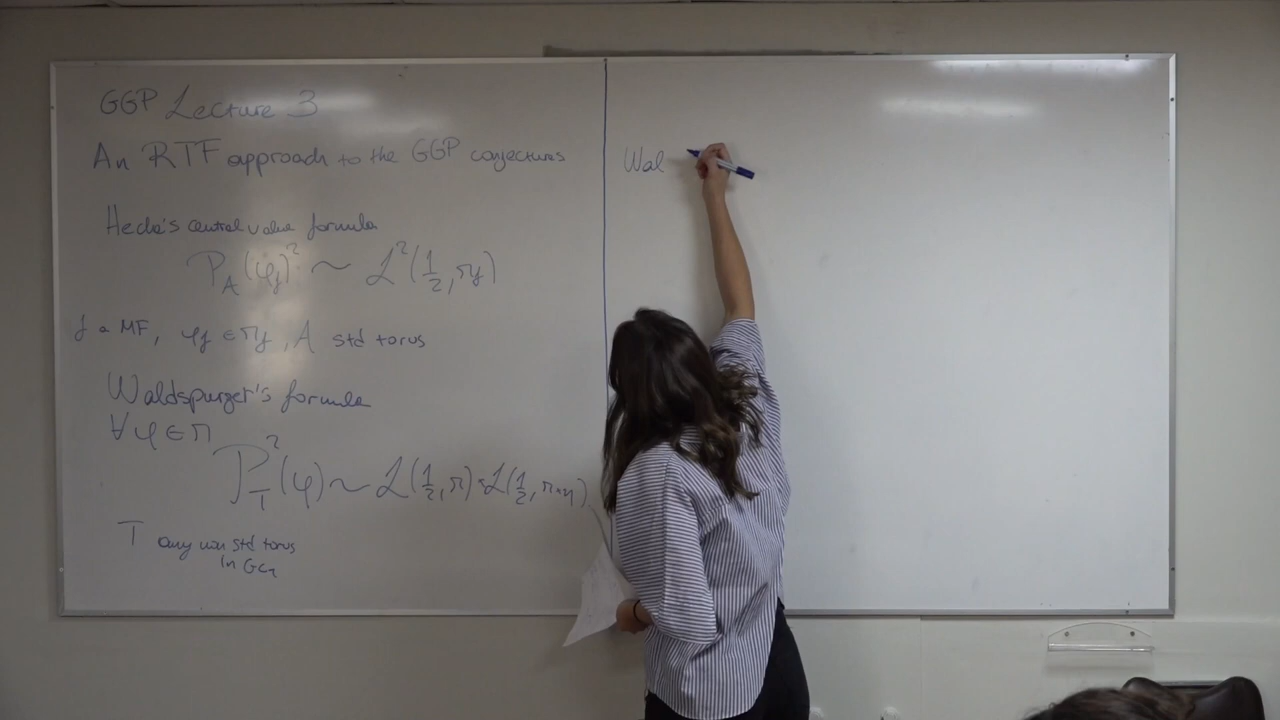 GGP Lecture 3
An RTF approach to the GGP conjectures
Hecke's central value formula
P_A(φ_f)² ~ L²(1/2, π_f)
f a MF, φ_f ∈ π_f, A std torus
Waldspurger's formula
∀ φ ∈ π
P_T²(φ) ~ L(1/2, π) · L(1/2, π×η)
T any non std torus
in GL₂
Wal